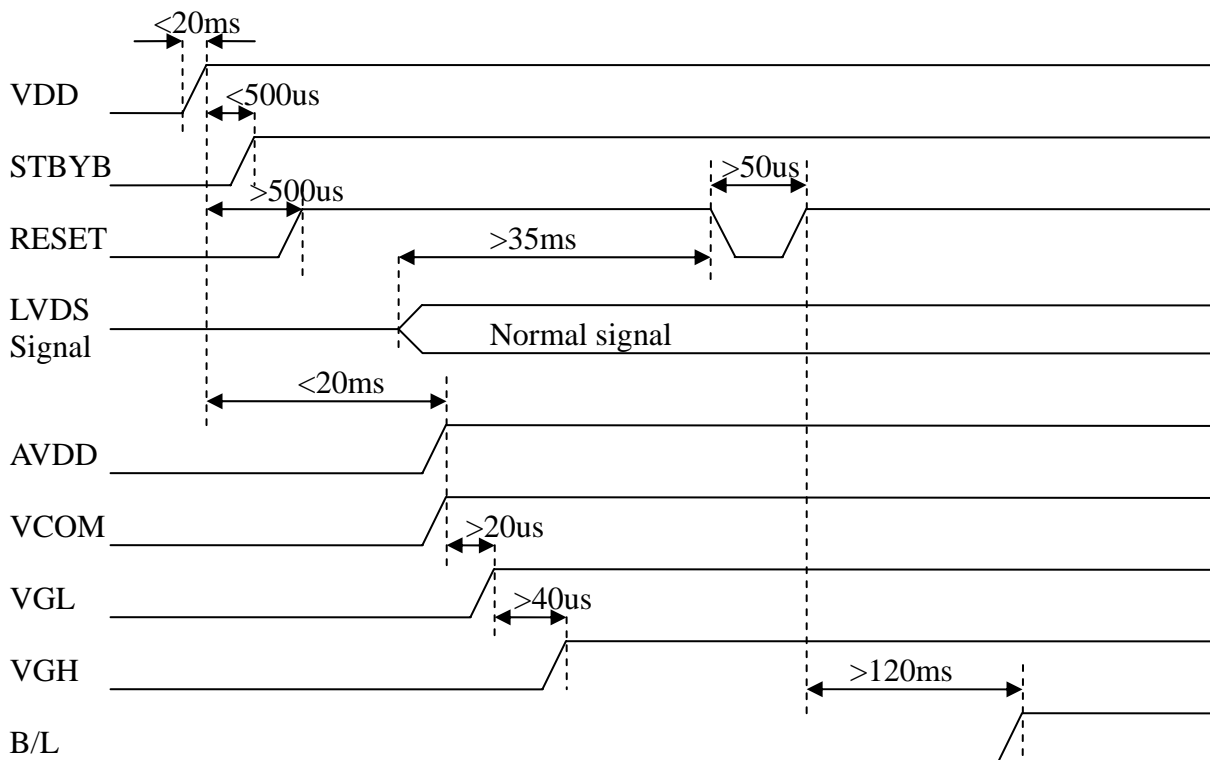 <20ms
VDD
<500us
STBYB
>50us
>500us
RESET
>35ms
LVDS
Signal
Normal signal
<20ms
AVDD
VCOM
>20us
VGL
>40us
VGH
>120ms
B/L